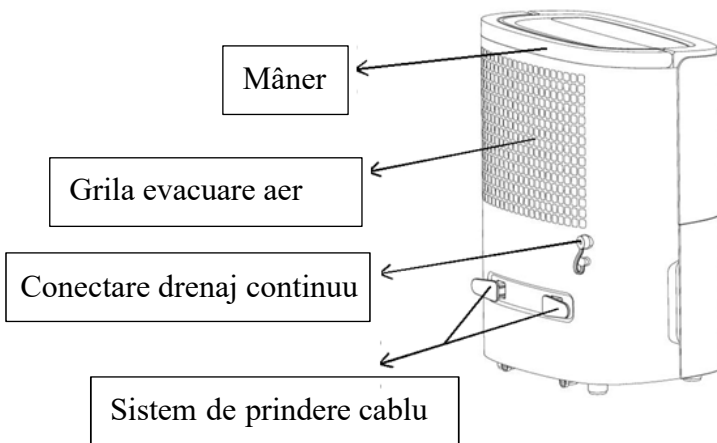 Mâner
Grila evacuare aer
Conectare drenaj continuu
Sistem de prindere cablu